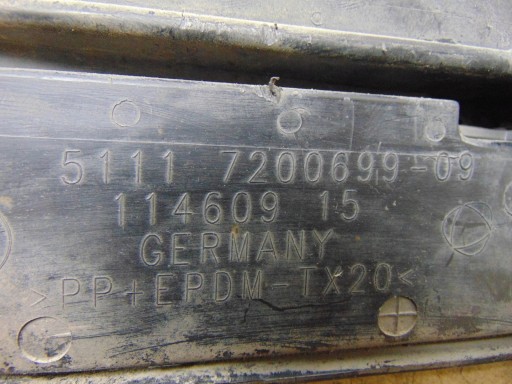 5111 7200699-09
114609 15
GERMANY
>PP+EPDM-TX20<